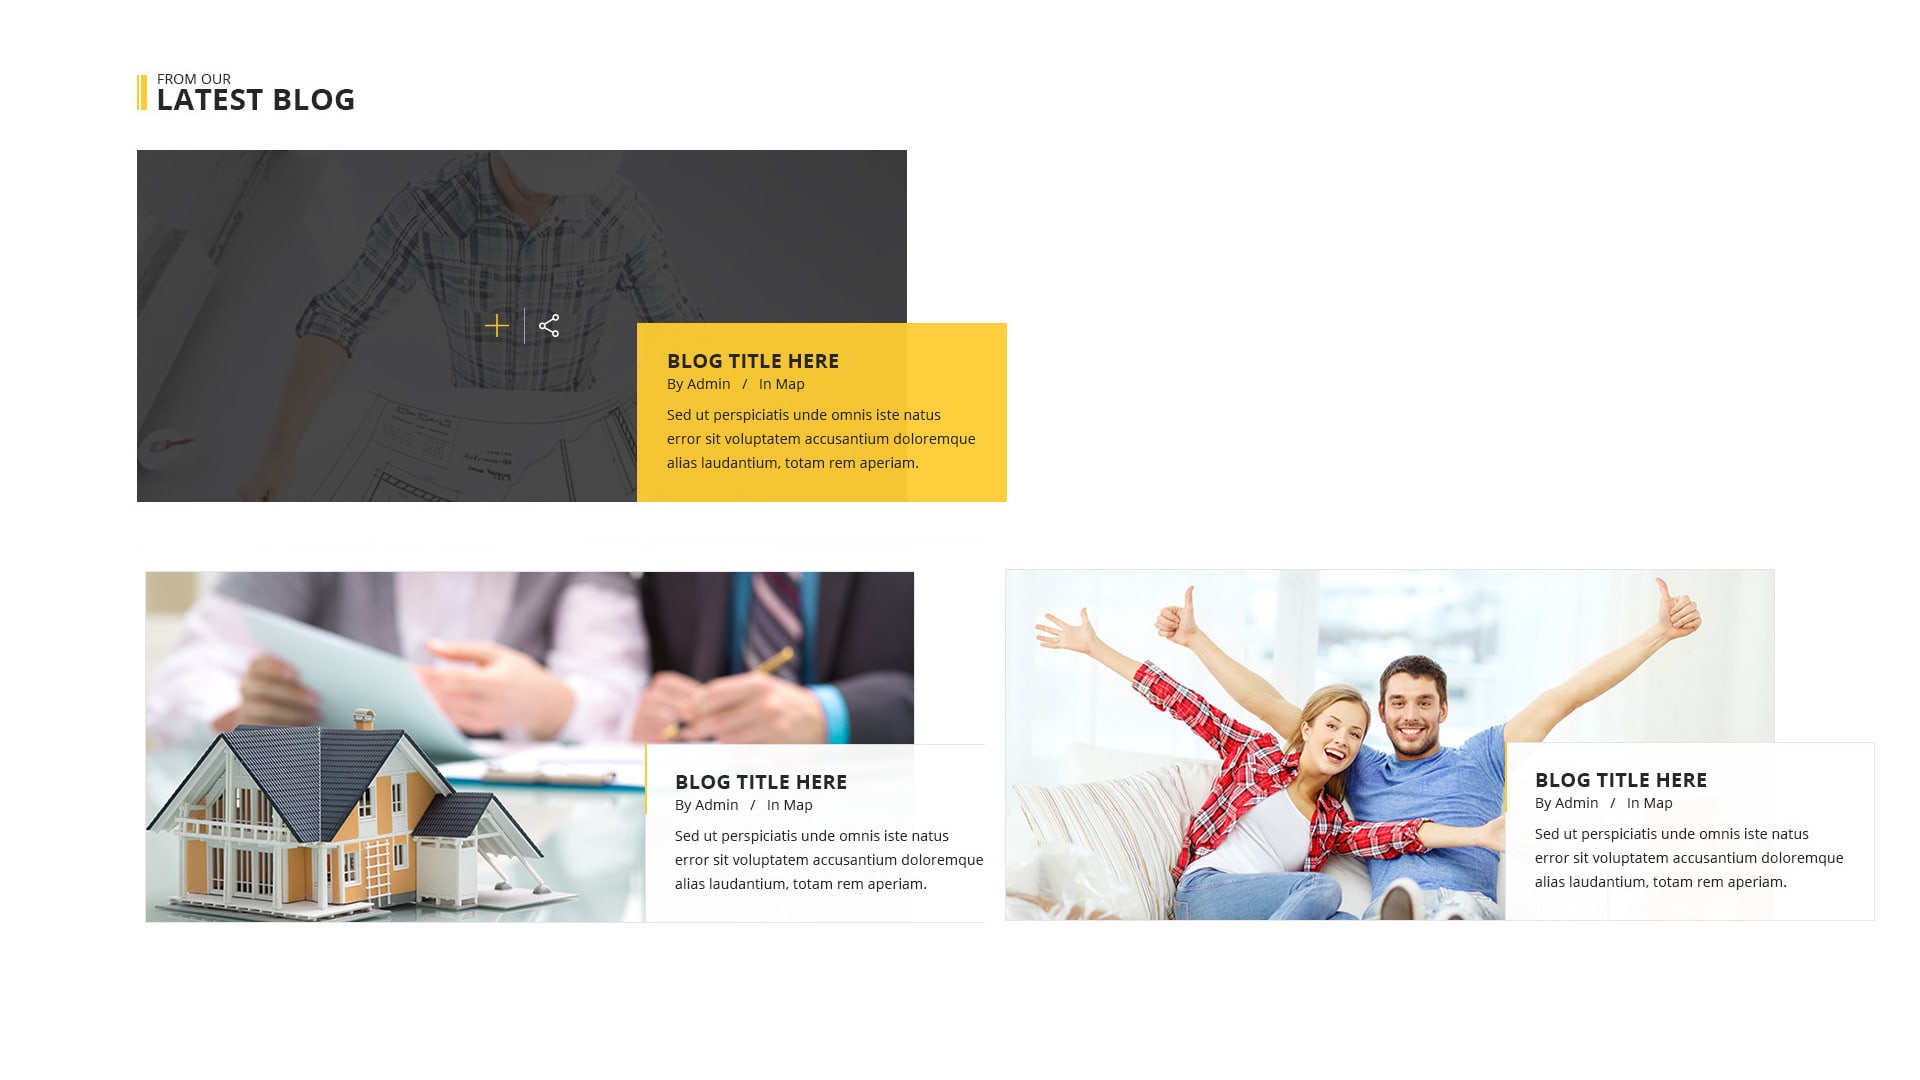 FROM OUR
LATEST BLOG
BLOG TITLE HERE
By Admin / In Map
Sed ut perspiciatis unde omnis iste natus
error sit voluptatem accusantium doloremque
alias laudantium, totam rem aperiam.
BLOG TITLE HERE
By Admin / In Map
Sed ut perspiciatis unde omnis iste natus
error sit voluptatem accusantium doloremque
alias laudantium, totam rem aperiam.
BLOG TITLE HERE
By Admin / In Map
Sed ut perspiciatis unde omnis iste natus
error sit voluptatem accusantium doloremque
alias laudantium, totam rem aperiam.